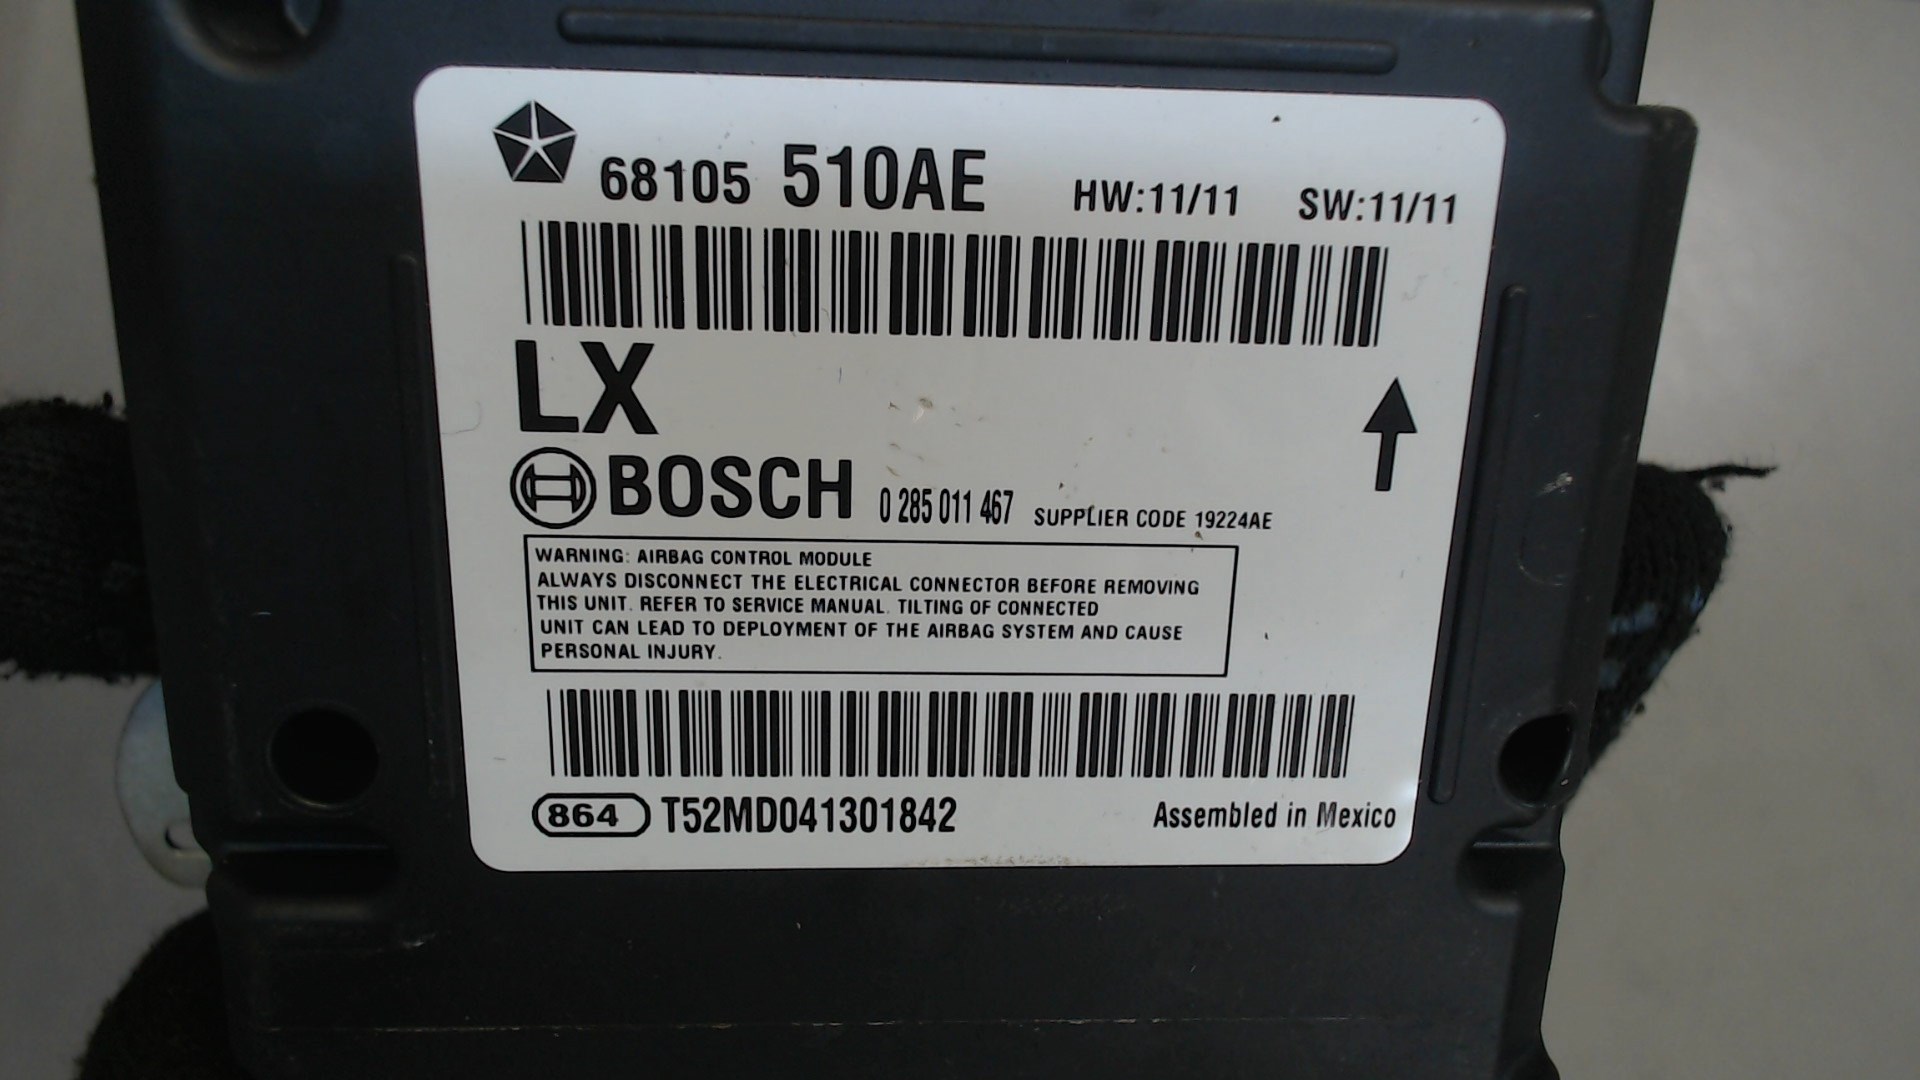 68105 510AE HW:11/11 SW:11/11
LX
BOSCH 0 285 011 467 SUPPLIER CODE 19224AE
WARNING: AIRBAG CONTROL MODULE
ALWAYS DISCONNECT THE ELECTRICAL CONNECTOR BEFORE REMOVING
THIS UNIT. REFER TO SERVICE MANUAL. TILTING OF CONNECTED
UNIT CAN LEAD TO DEPLOYMENT OF THE AIRBAG SYSTEM AND CAUSE
PERSONAL INJURY.
864 T52MD041301842 Assembled in Mexico